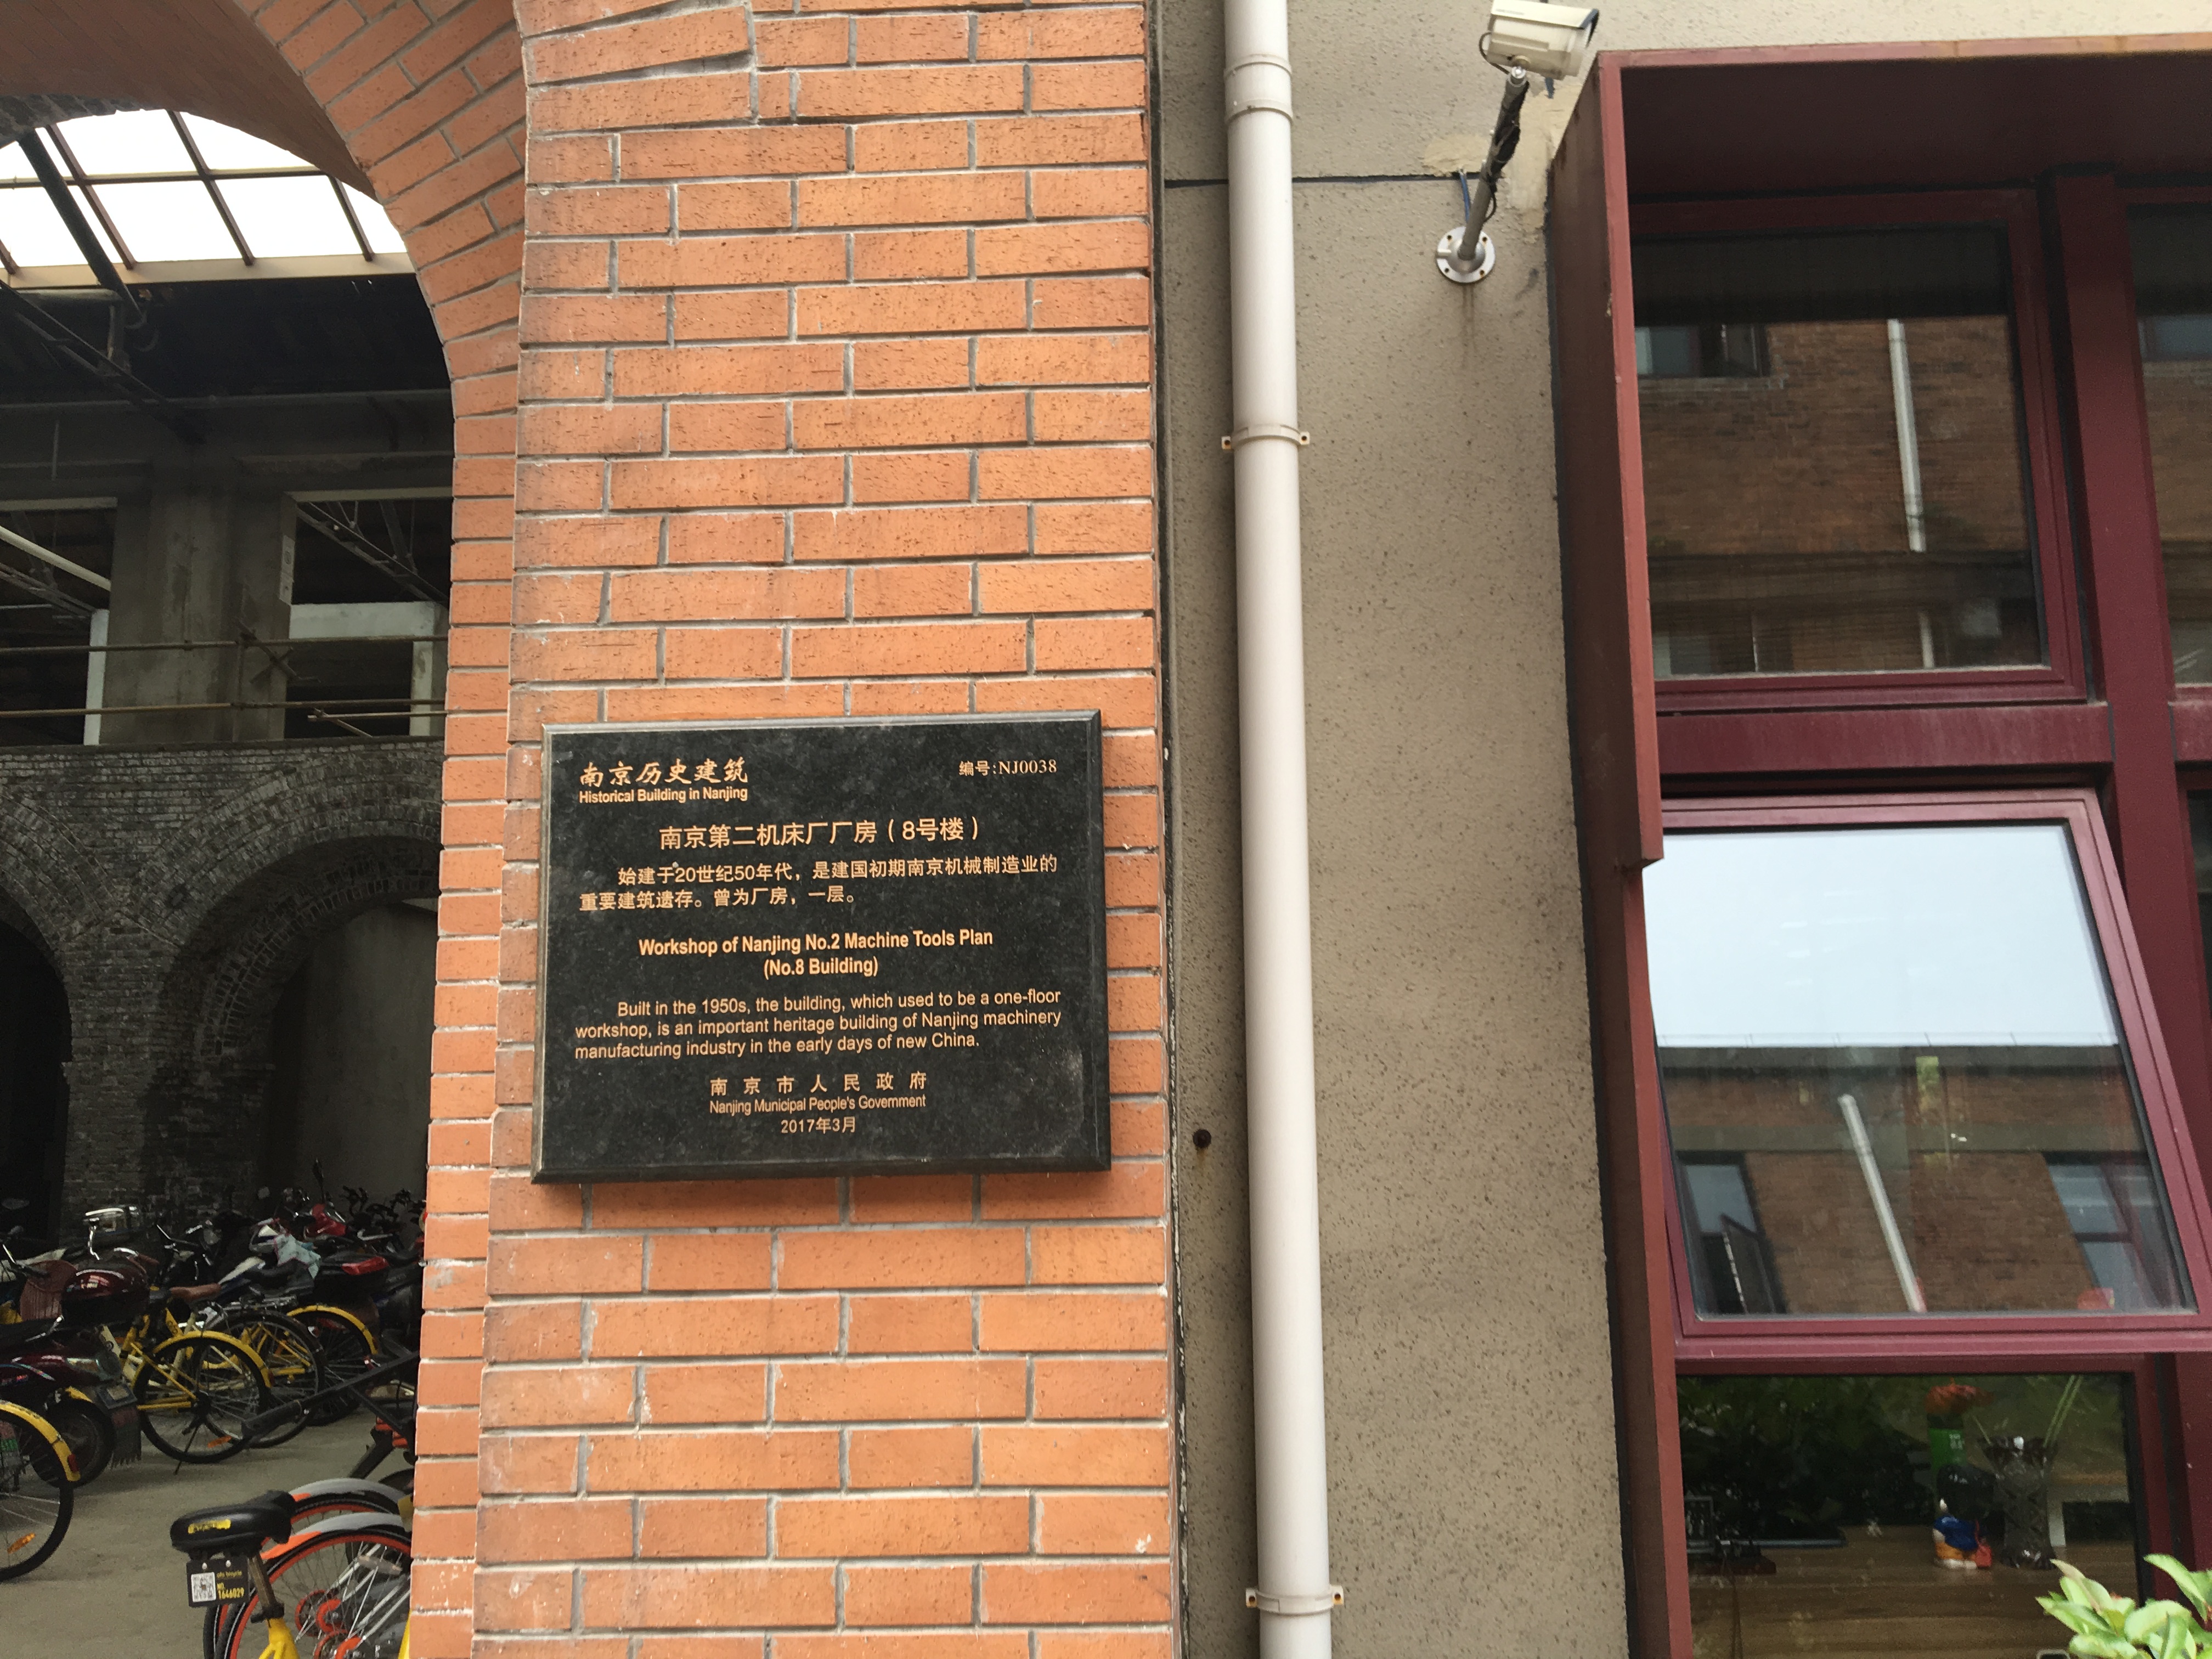 南京历史建筑
Historical Building in Nanjing
编号:NJ0038
南京第二机床厂厂房（8号楼）
始建于20世纪50年代，是建国初期南京机械制造业的
重要建筑遗存。曾为厂房，一层。
Workshop of Nanjing No.2 Machine Tools Plan
(No.8 Building)
Built in the 1950s, the building, which used to be a one-floor
workshop, is an important heritage building of Nanjing machinery
manufacturing industry in the early days of new China.
南京市人民政府
Nanjing Municipal People's Government
2017年3月